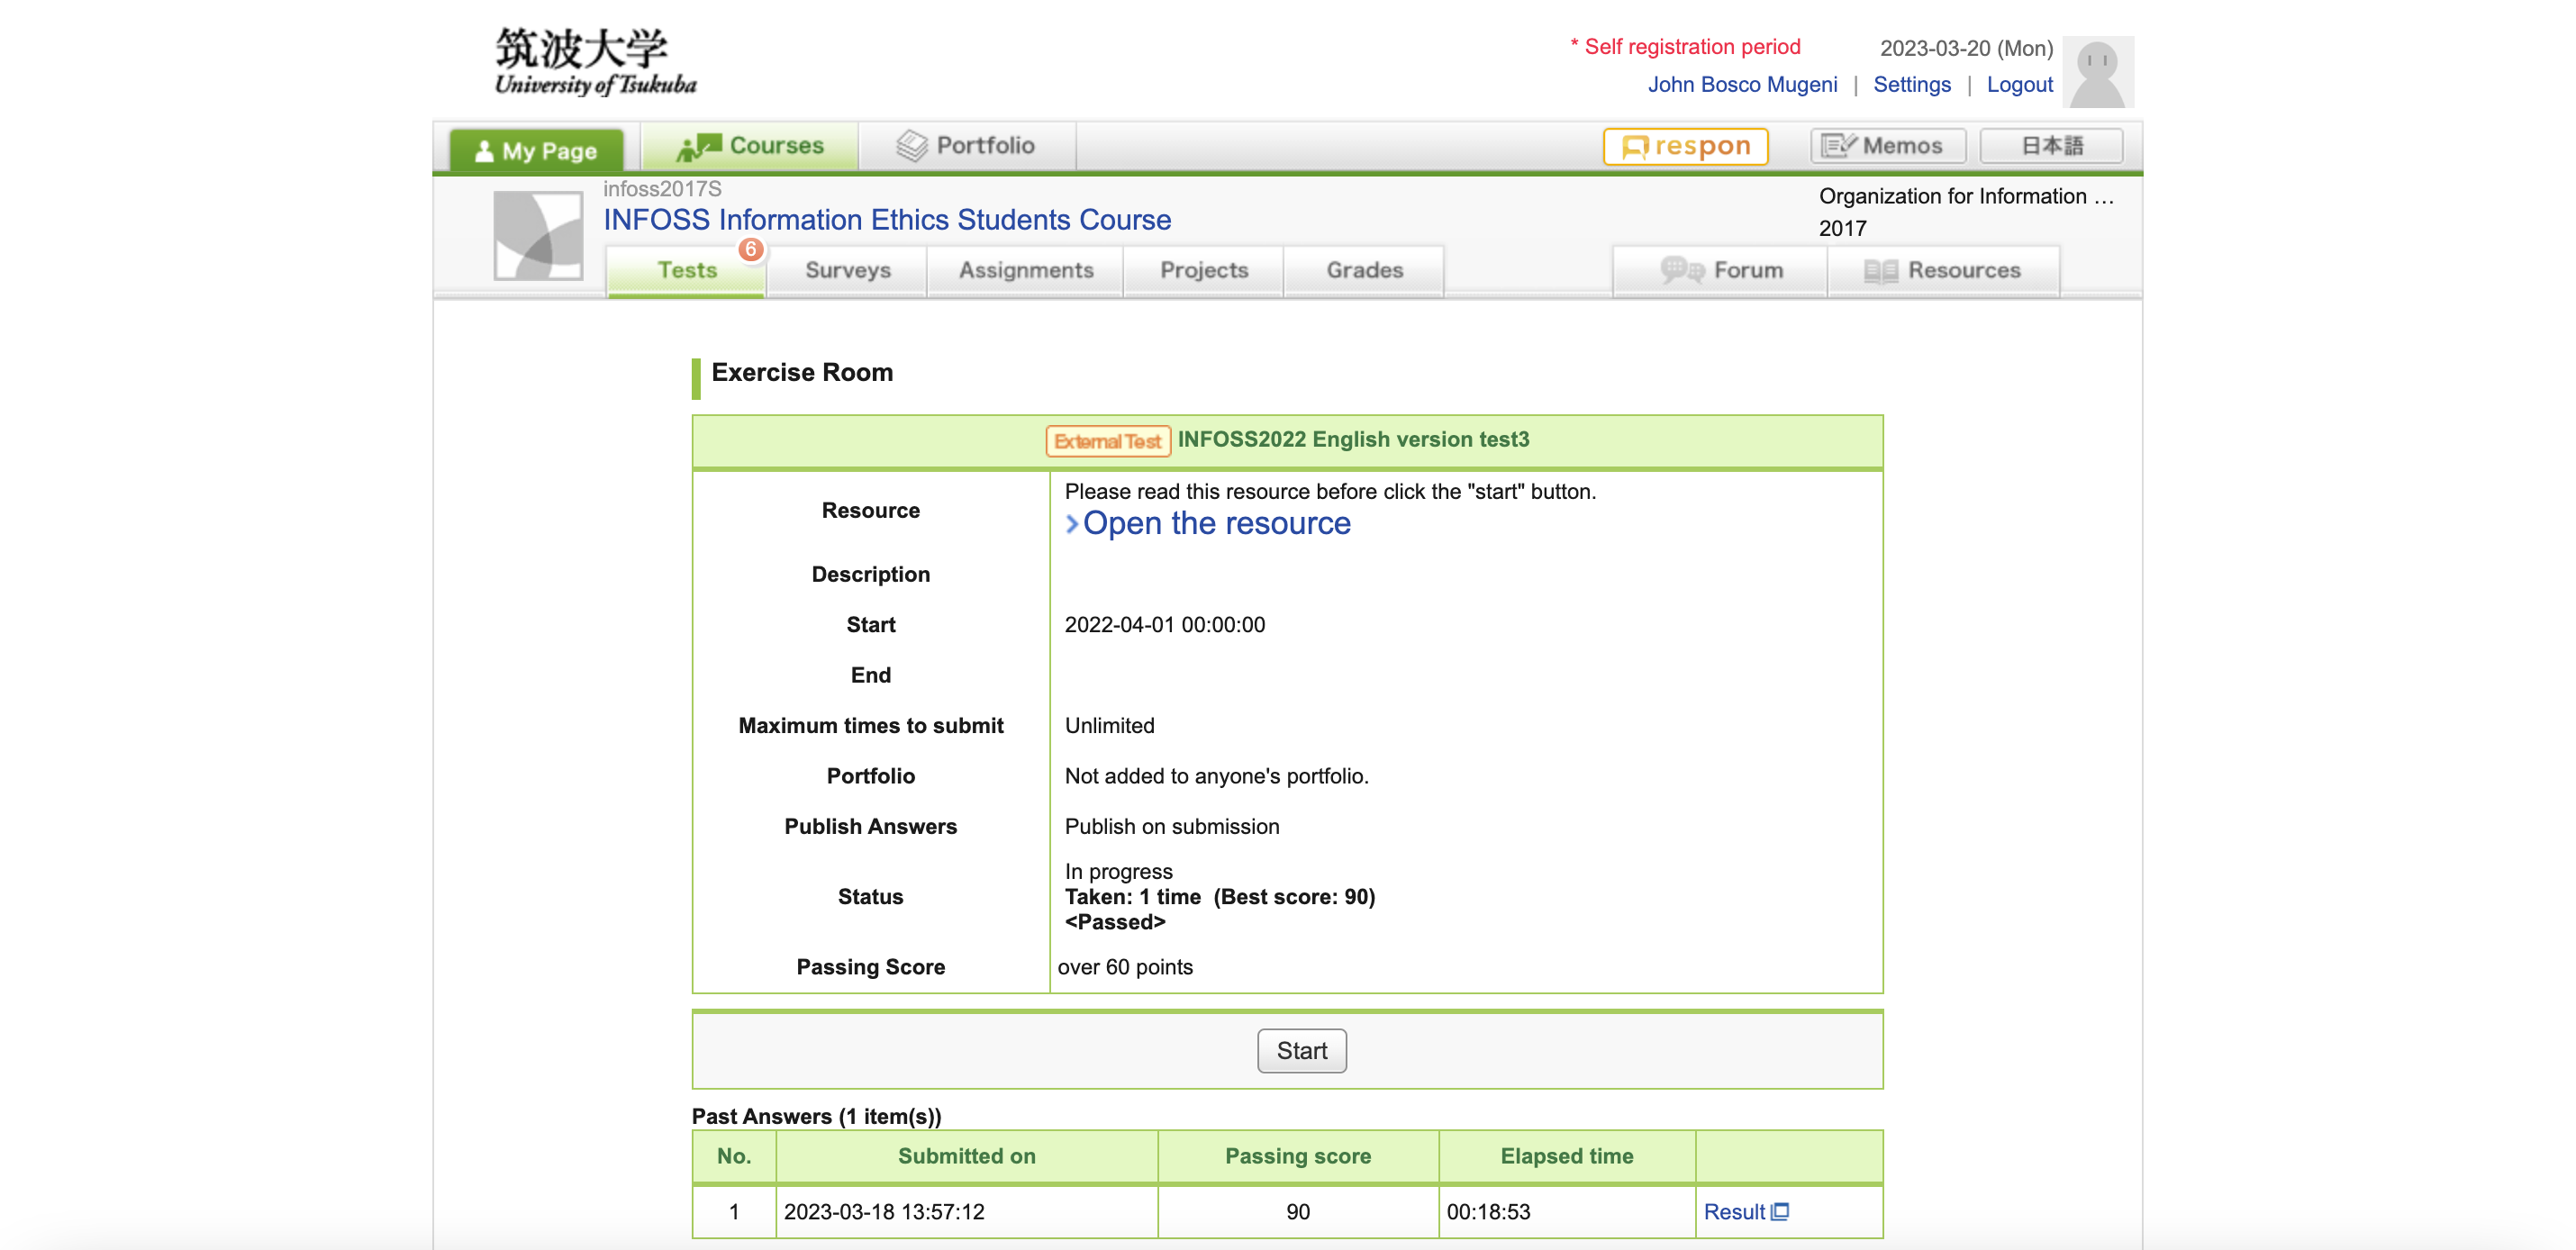 筑波大学
University of Tsukuba
* Self registration period 2023-03-20 (Mon)
John Bosco Mugeni | Settings | Logout
My Page Courses Portfolio respon Memos 日本語
infoss2017S
INFOSS Information Ethics Students Course
Organization for Information ...
2017
Tests 6 Surveys Assignments Projects Grades Forum Resources
Exercise Room
External Test INFOSS2022 English version test3
Resource Please read this resource before click the "start" button.
Open the resource
Description
Start 2022-04-01 00:00:00
End
Maximum times to submit Unlimited
Portfolio Not added to anyone's portfolio.
Publish Answers Publish on submission
Status In progress
Taken: 1 time (Best score: 90)
<Passed>
Passing Score over 60 points
Start
Past Answers (1 item(s))
No. Submitted on Passing score Elapsed time
1 2023-03-18 13:57:12 90 00:18:53 Result